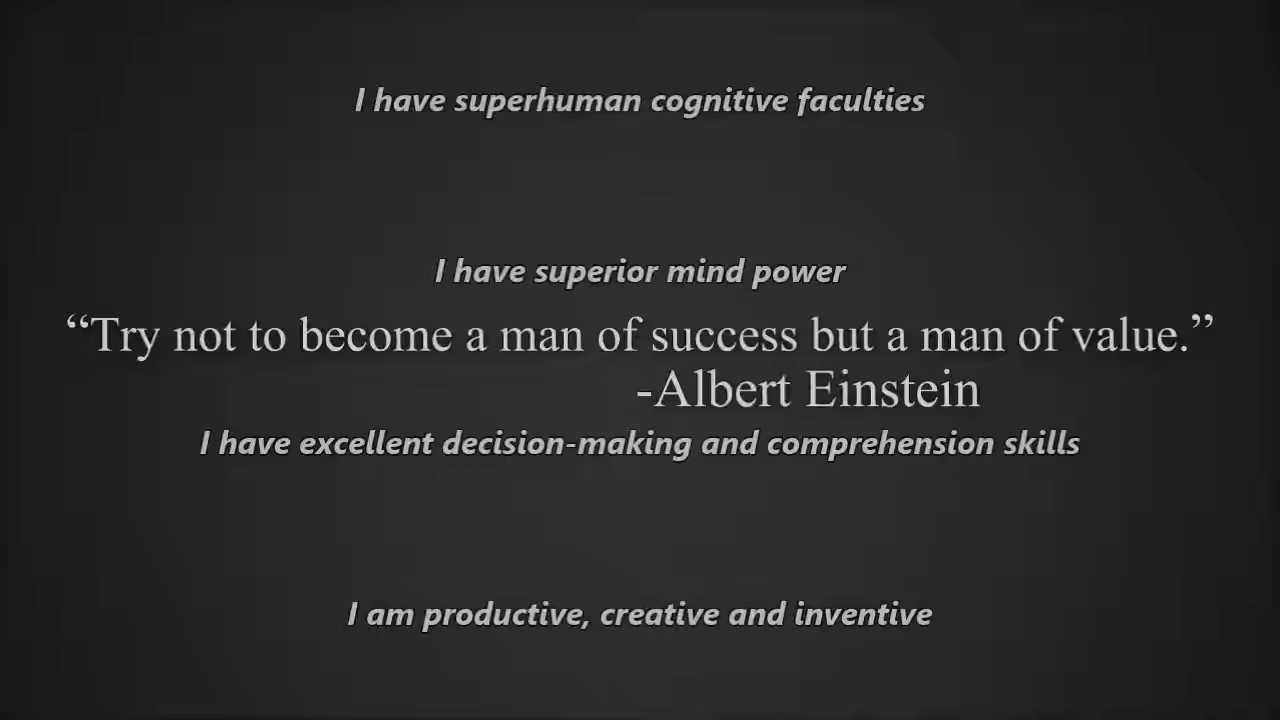 I have superhuman cognitive faculties
I have superior mind power
“Try not to become a man of success but a man of value.”
-Albert Einstein
I have excellent decision-making and comprehension skills
I am productive, creative and inventive